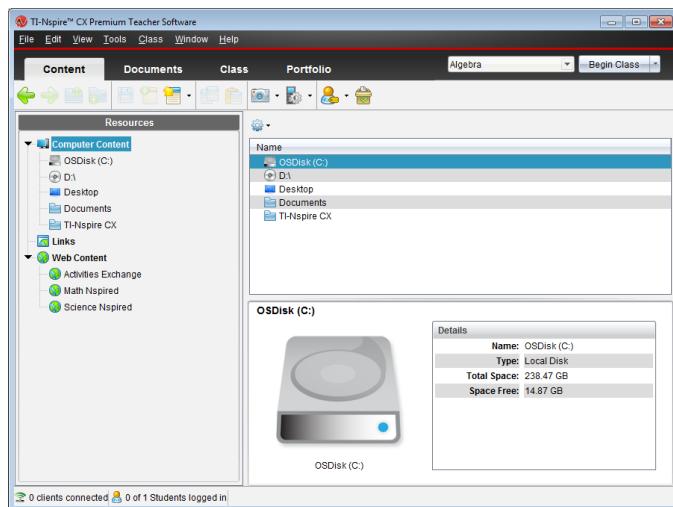 TI-Nspire™ CX Premium Teacher Software
File Edit View Tools Class Window Help
Content Documents Class Portfolio Algebra Begin Class
Resources
Computer Content
OSDisk (C:)
D:\
Desktop
Documents
TI-Nspire CX
Links
Web Content
Activities Exchange
Math Nspired
Science Nspired
Name
OSDisk (C:)
D:\
Desktop
Documents
TI-Nspire CX
OSDisk (C:)
OSDisk (C:)
Details
Name: OSDisk (C:)
Type: Local Disk
Total Space: 238.47 GB
Space Free: 14.87 GB
0 clients connected 0 of 1 Students logged in